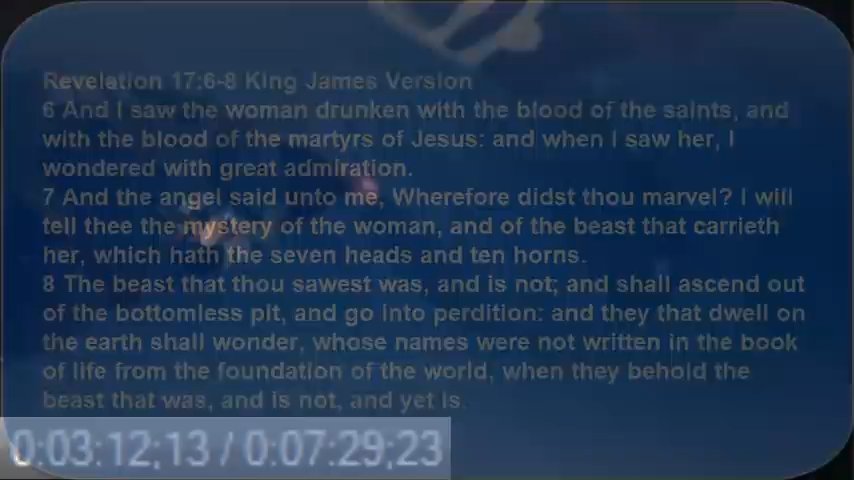 Revelation 17:6-8 King James Version
6 And I saw the woman drunken with the blood of the saints, and
with the blood of the martyrs of Jesus: and when I saw her, I
wondered with great admiration.
7 And the angel said unto me, Wherefore didst thou marvel? I will
tell thee the mystery of the woman, and of the beast that carrieth
her, which hath the seven heads and ten horns.
8 The beast that thou sawest was, and is not; and shall ascend out
of the bottomless pit, and go into perdition: and they that dwell on
the earth shall wonder, whose names were not written in the book
of life from the foundation of the world, when they behold the
beast that was, and is not, and yet is.
0:03:12;13 / 0:07:29;23